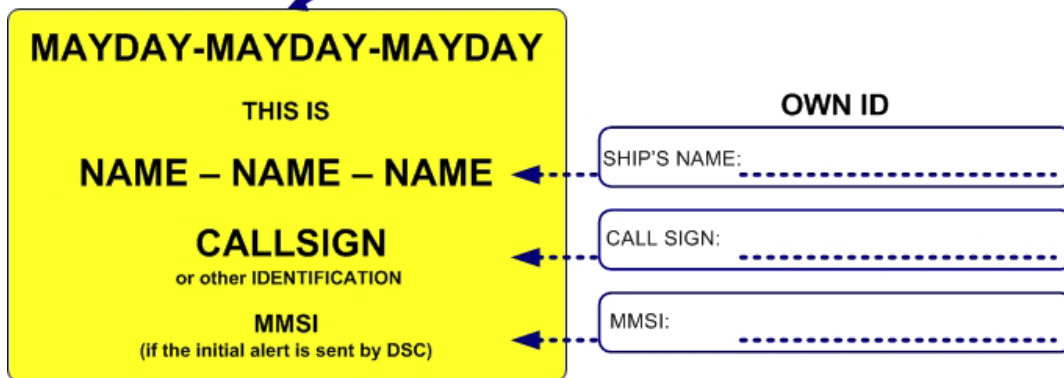 MAYDAY-MAYDAY-MAYDAY
THIS IS
NAME – NAME – NAME
CALLSIGN
or other IDENTIFICATION
MMSI
(if the initial alert is sent by DSC)
OWN ID
SHIP'S NAME:
CALL SIGN:
MMSI: